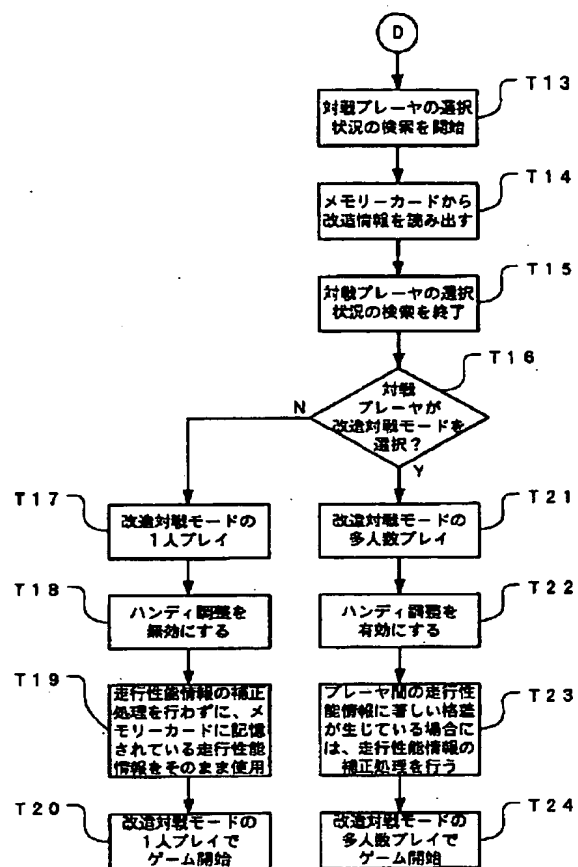 D
T13
対戦プレーヤの選択
状況の検索を開始
T14
メモリーカードから
改造情報を読み出す
T15
対戦プレーヤの選択
状況の検索を終了
T16
対戦
プレーヤが
改造対戦モードを
選択?
N
Y
T17
改造対戦モードの
1人プレイ
T18
ハンディ調整を
無効にする
T19
走行性能情報の補正
処理を行わずに、メ
モリーカードに記憶
されている走行性能
情報をそのまま使用
T20
改造対戦モードの
1人プレイで
ゲーム開始
T21
改造対戦モードの
多人数プレイ
T22
ハンディ調整を
有効にする
T23
プレーヤ間の走行性
能情報に著しい格差
が生じている場合に
は、走行性能情報の
補正処理を行う
T24
改造対戦モードの
多人数プレイで
ゲーム開始